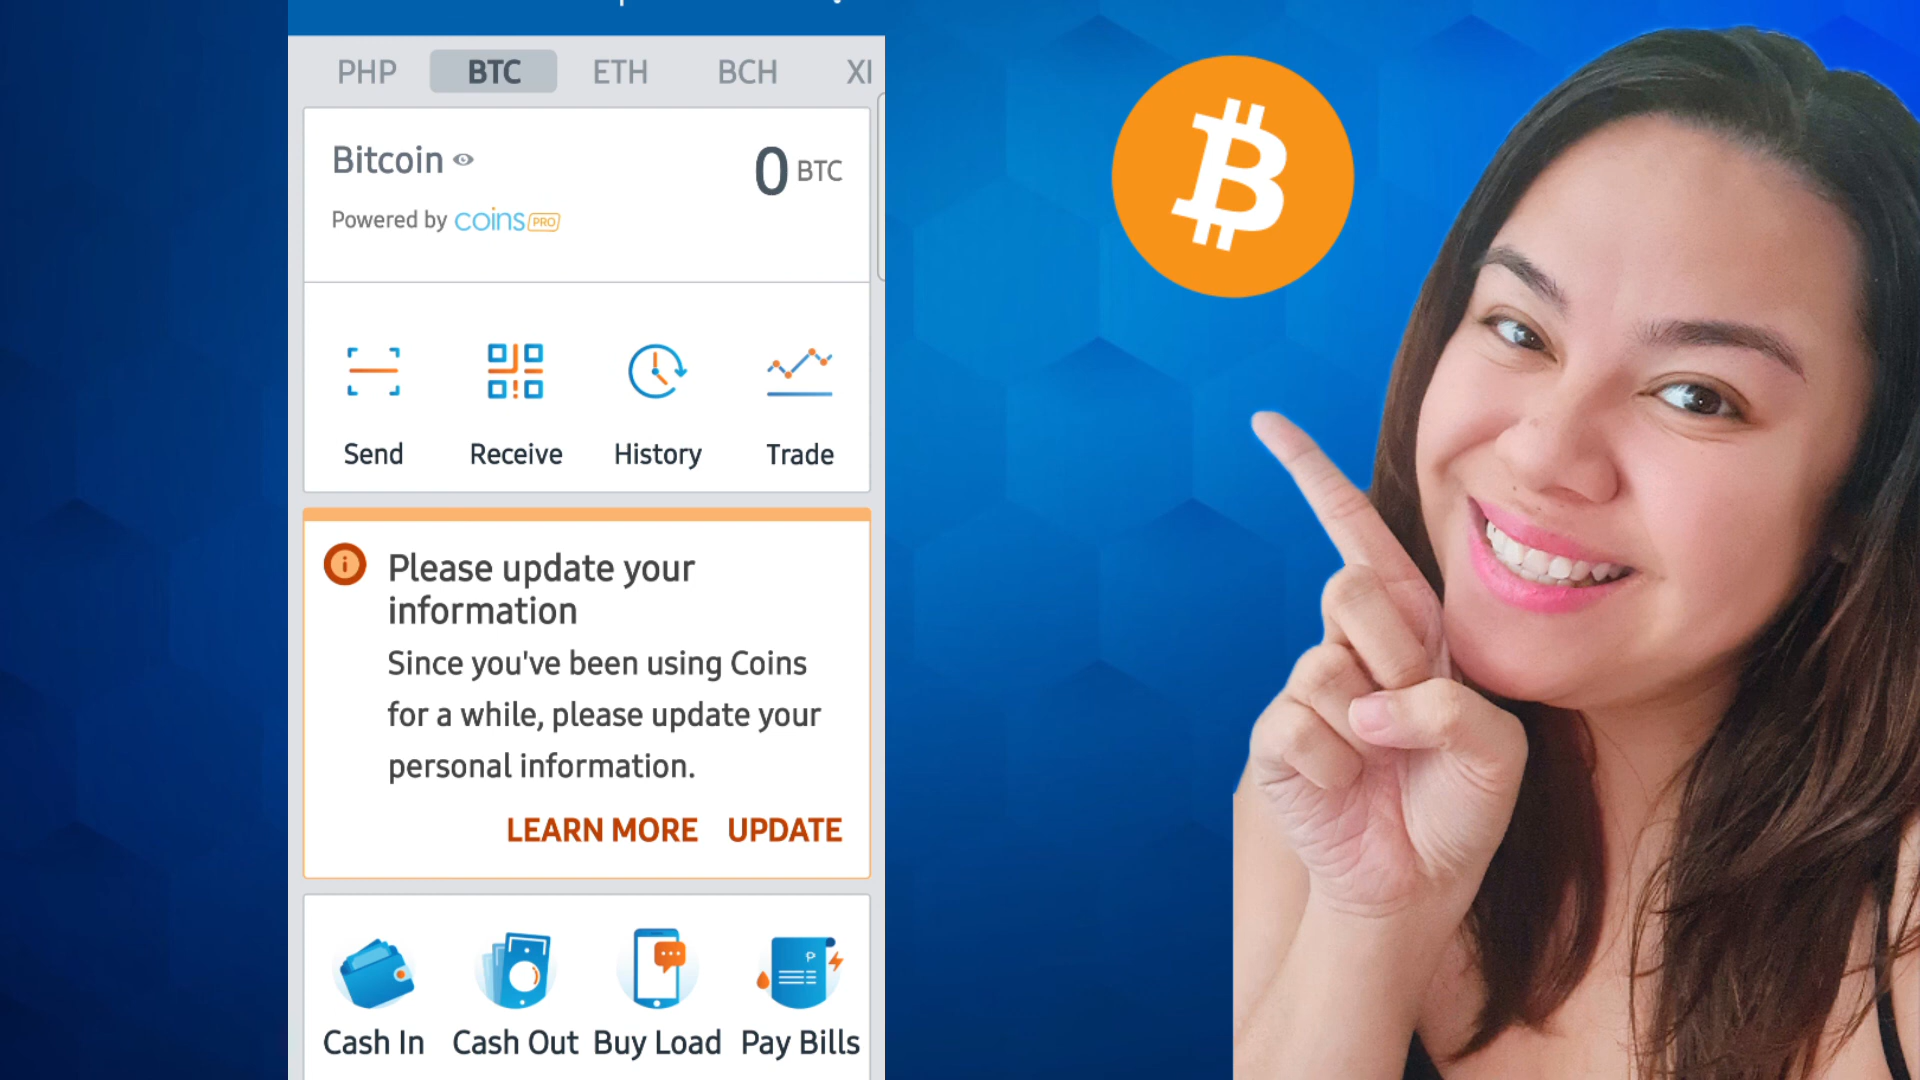 PHP BTC ETH BCH
Bitcoin
0 BTC
Powered by coins PRO
Send Receive History Trade
Please update your
information
Since you've been using Coins
for a while, please update your
personal information.
LEARN MORE UPDATE
Cash In Cash Out Buy Load Pay Bills